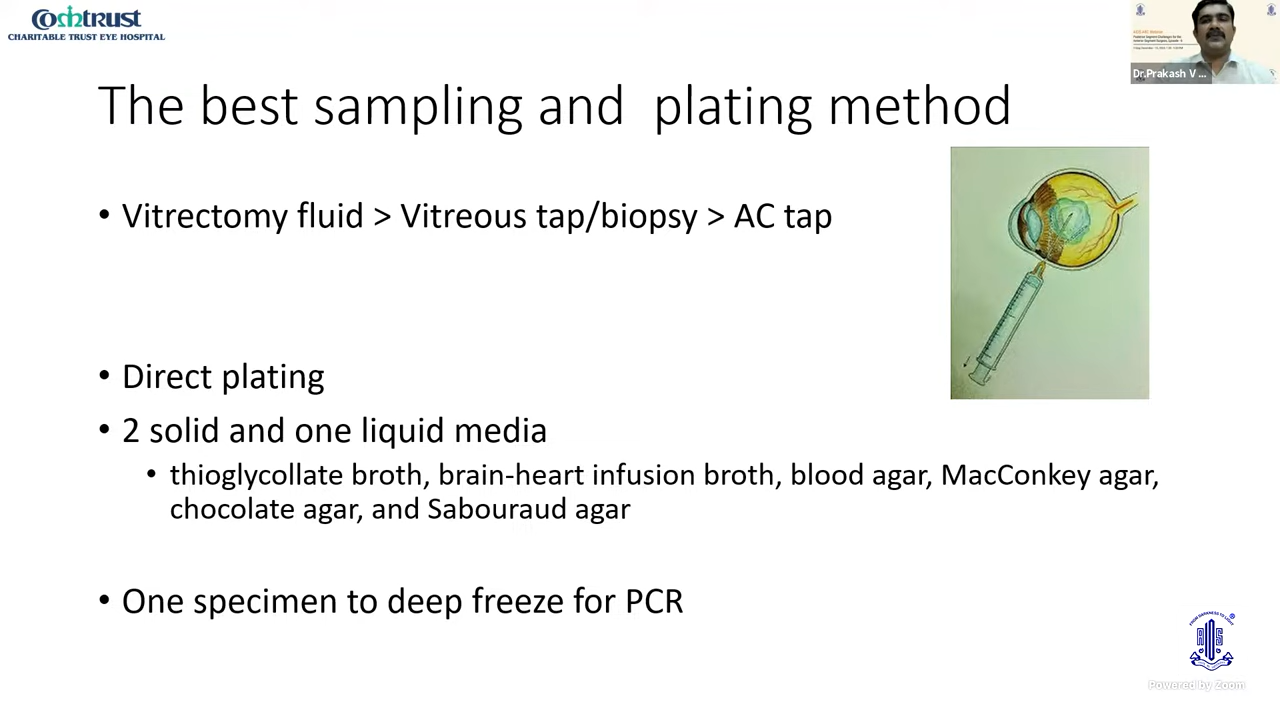 Comtrust
CHARITABLE TRUST EYE HOSPITAL
Dr.Prakash V ...
The best sampling and plating method
• Vitrectomy fluid > Vitreous tap/biopsy > AC tap
• Direct plating
• 2 solid and one liquid media
• thioglycollate broth, brain-heart infusion broth, blood agar, MacConkey agar,
chocolate agar, and Sabouraud agar
• One specimen to deep freeze for PCR
Powered by Zoom